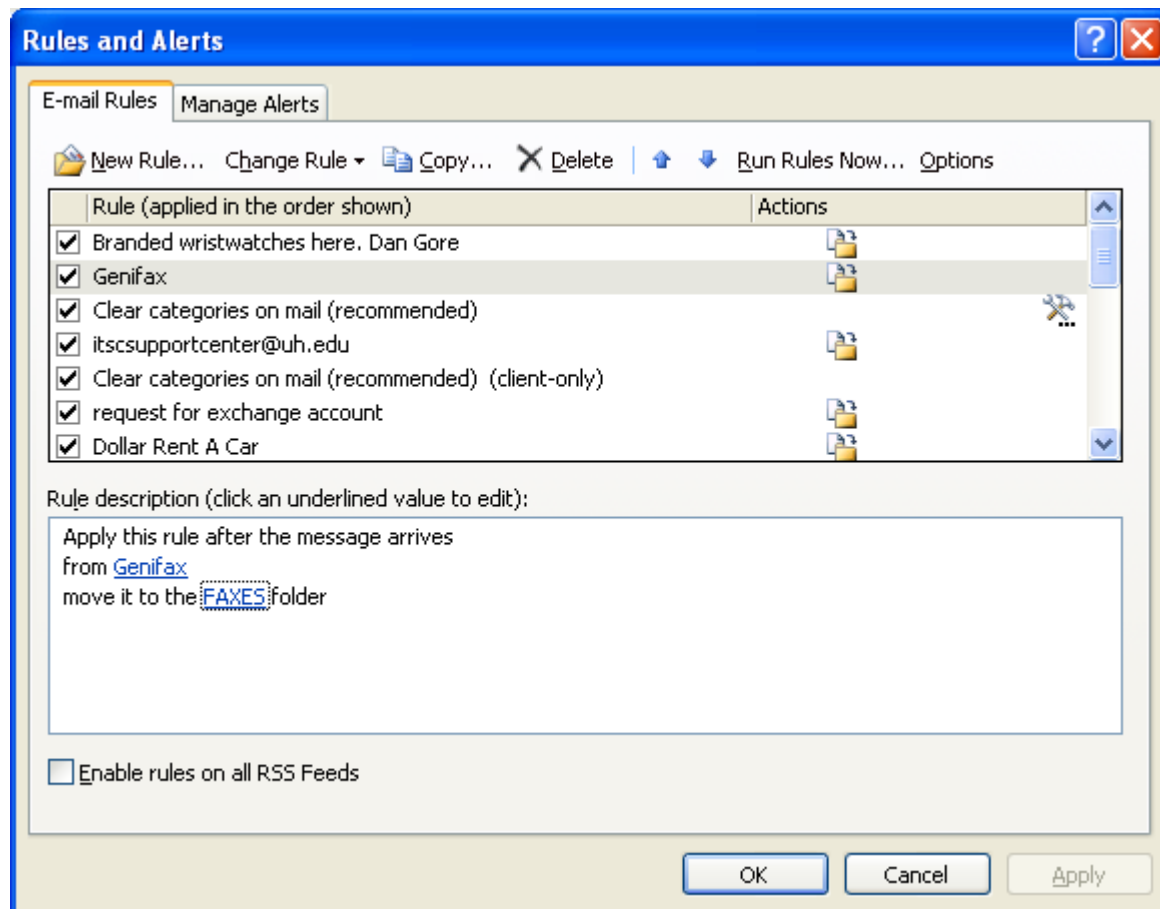 Rules and Alerts
E-mail Rules Manage Alerts
New Rule... Change Rule Copy... Delete Run Rules Now... Options
Rule (applied in the order shown) Actions
Branded wristwatches here. Dan Gore
Genifax
Clear categories on mail (recommended)
itscsupportcenter@uh.edu
Clear categories on mail (recommended) (client-only)
request for exchange account
Dollar Rent A Car
Rule description (click an underlined value to edit):
Apply this rule after the message arrives
from Genifax
move it to the FAXES folder
Enable rules on all RSS Feeds
OK Cancel Apply